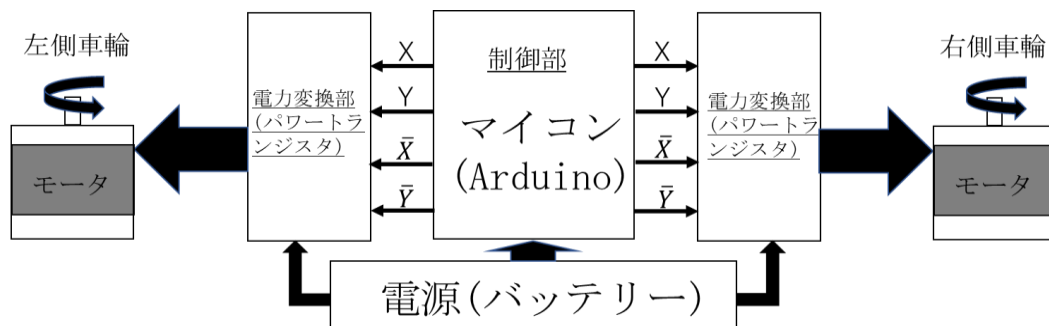 左側車輪
モータ
電力変換部
(パワートラ
ンジスタ)
X
Y
X̄
Ȳ
制御部
マイコン
(Arduino)
X
Y
X̄
Ȳ
電力変換部
(パワートラ
ンジスタ)
右側車輪
モータ
電源(バッテリー)